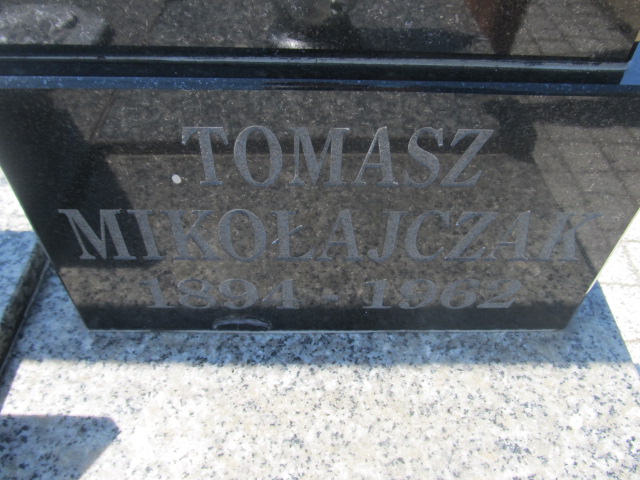 TOMASZ
MIKOŁAJCZAK
1894 - 1962